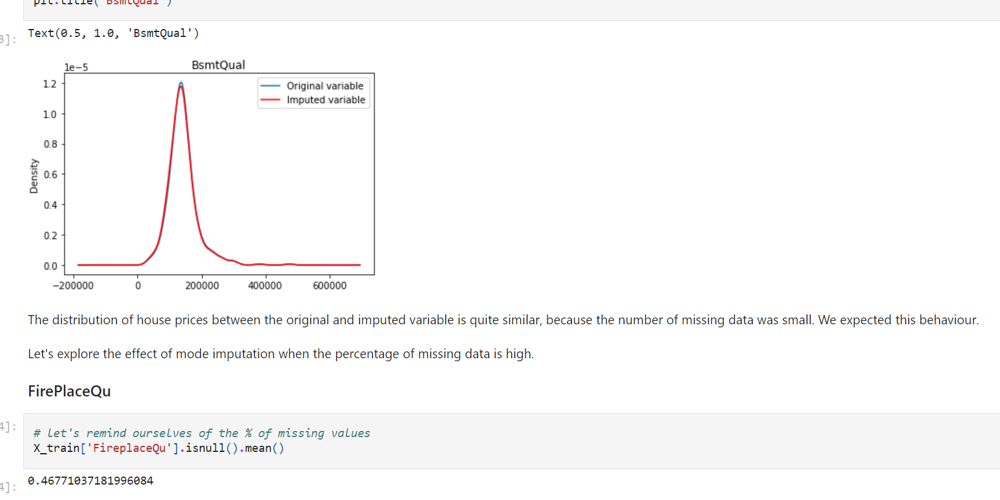 plt.title('BsmtQual')
3]:
Text(0.5, 1.0, 'BsmtQual')
1e−5
BsmtQual
Original variable
Imputed variable
1.2
1.0
0.8
0.6
0.4
0.2
0.0
Density
−200000 0 200000 400000 600000
The distribution of house prices between the original and imputed variable is quite similar, because the number of missing data was small. We expected this behaviour.
Let's explore the effect of mode imputation when the percentage of missing data is high.
FirePlaceQu
4]:
# let's remind ourselves of the % of missing values
X_train['FireplaceQu'].isnull().mean()
4]:
0.46771037181996084